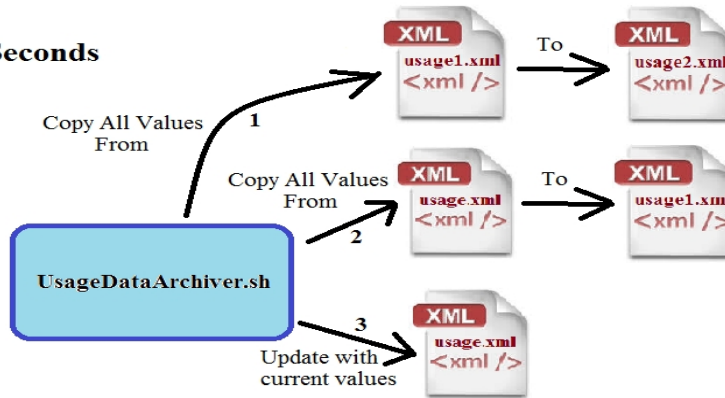 XML
usage1.xml
<xml />
To
XML
usage2.xml
<xml />
Seconds
Copy All Values
From
1
Copy All Values
From
2
XML
usage.xml
<xml />
To
XML
usage1.xml
<xml />
UsageDataArchiver.sh
3
Update with
current values
XML
usage.xml
<xml />